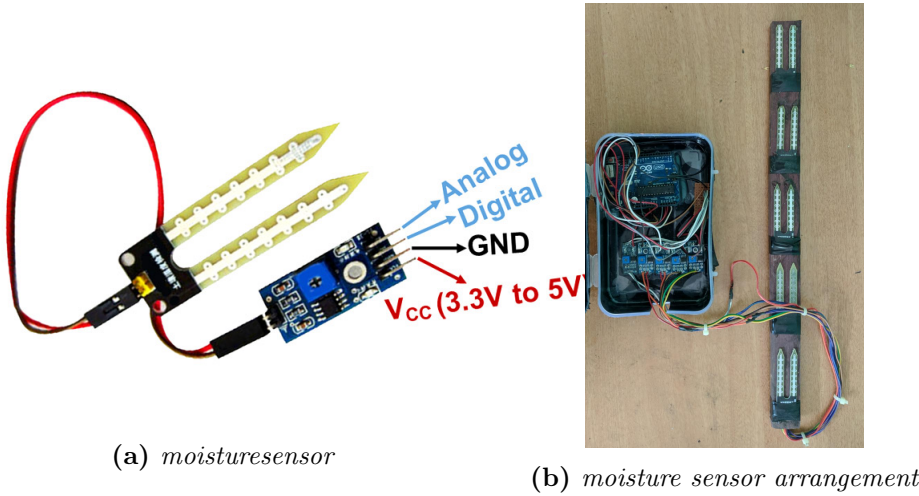 Analog
Digital
GND
VCC (3.3V to 5V)
(a) moisturesensor
(b) moisture sensor arrangement